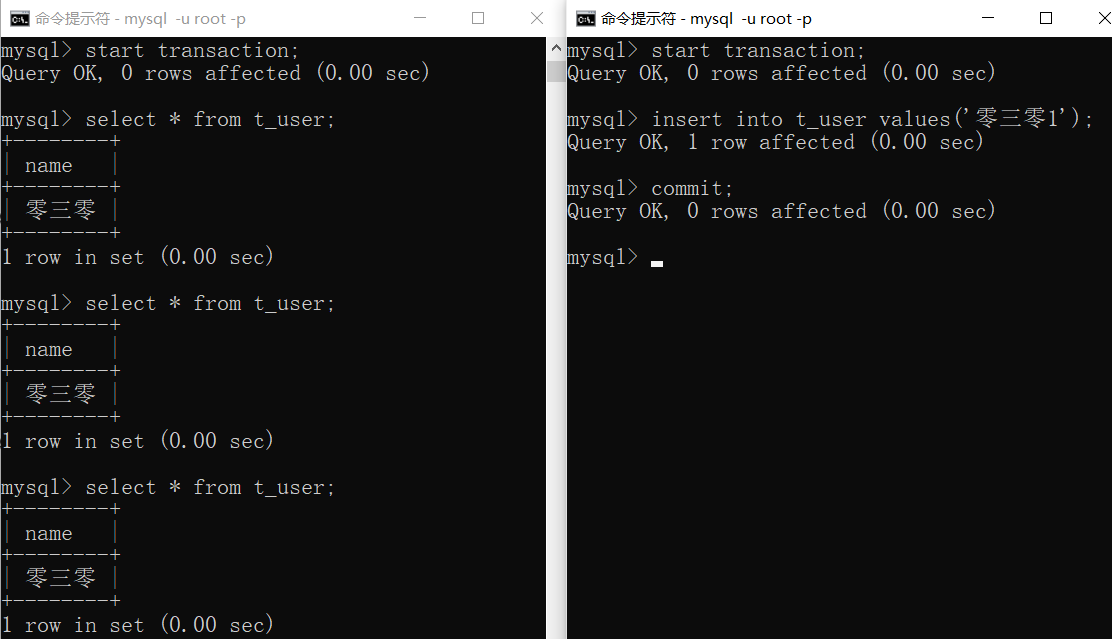 命令提示符 - mysql  -u root -p
mysql> start transaction;
Query OK, 0 rows affected (0.00 sec)
mysql> select * from t_user;
+--------+
| name   |
+--------+
| 零三零 |
+--------+
1 row in set (0.00 sec)
mysql> select * from t_user;
+--------+
| name   |
+--------+
| 零三零 |
+--------+
1 row in set (0.00 sec)
mysql> select * from t_user;
+--------+
| name   |
+--------+
| 零三零 |
+--------+
1 row in set (0.00 sec)
命令提示符 - mysql  -u root -p
mysql> start transaction;
Query OK, 0 rows affected (0.00 sec)
mysql> insert into t_user values('零三零1');
Query OK, 1 row affected (0.00 sec)
mysql> commit;
Query OK, 0 rows affected (0.00 sec)
mysql>